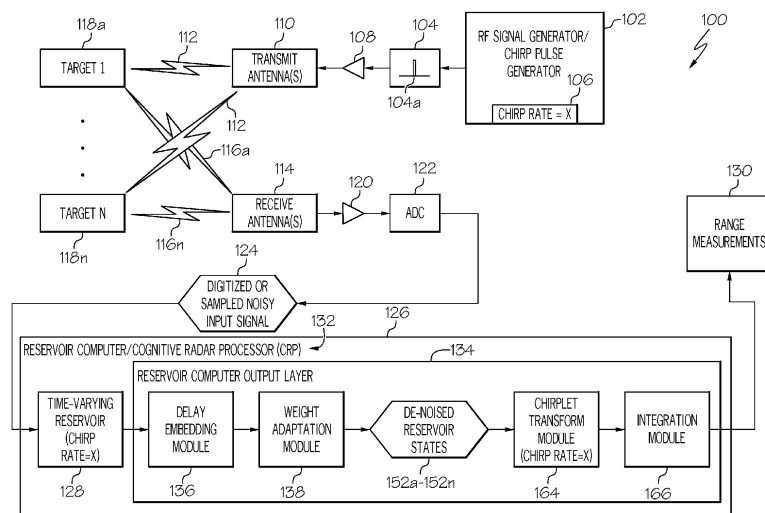 118a
112
110
108
104
102
100
TARGET 1
TRANSMIT
ANTENNA(S)
104a
RF SIGNAL GENERATOR/
CHIRP PULSE
GENERATOR
106
CHIRP RATE = X
112
116a
114
120
122
130
TARGET N
118n
116n
RECEIVE
ANTENNA(S)
ADC
RANGE
MEASUREMENTS
124
DIGITIZED OR
SAMPLED NOISY
INPUT SIGNAL
126
RESERVOIR COMPUTER/COGNITIVE RADAR PROCESSOR (CRP)
132
134
RESERVOIR COMPUTER OUTPUT LAYER
TIME-VARYING
RESERVOIR
(CHIRP
RATE=X)
128
DELAY
EMBEDDING
MODULE
136
WEIGHT
ADAPTATION
MODULE
138
DE-NOISED
RESERVOIR
STATES
152a-152n
CHIRPLET
TRANSFORM
MODULE
(CHIRP RATE=X)
164
INTEGRATION
MODULE
166